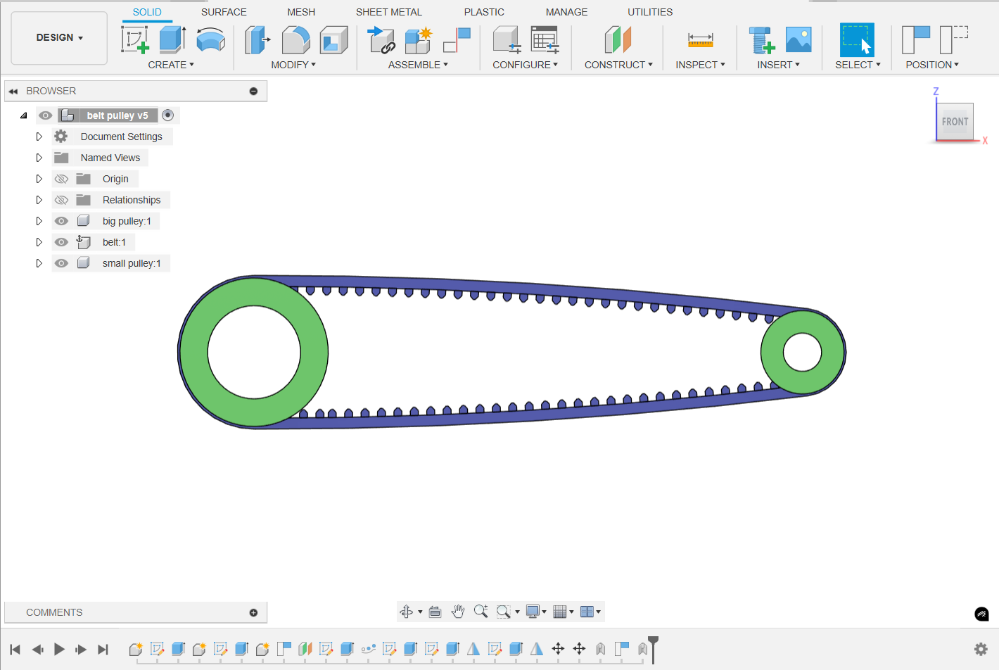 SOLID SURFACE MESH SHEET METAL PLASTIC MANAGE UTILITIES
DESIGN
CREATE MODIFY ASSEMBLE CONFIGURE CONSTRUCT INSPECT INSERT SELECT POSITION
BROWSER
belt pulley v5
Document Settings
Named Views
Origin
Relationships
big pulley:1
belt:1
small pulley:1
Z
FRONT
X
COMMENTS